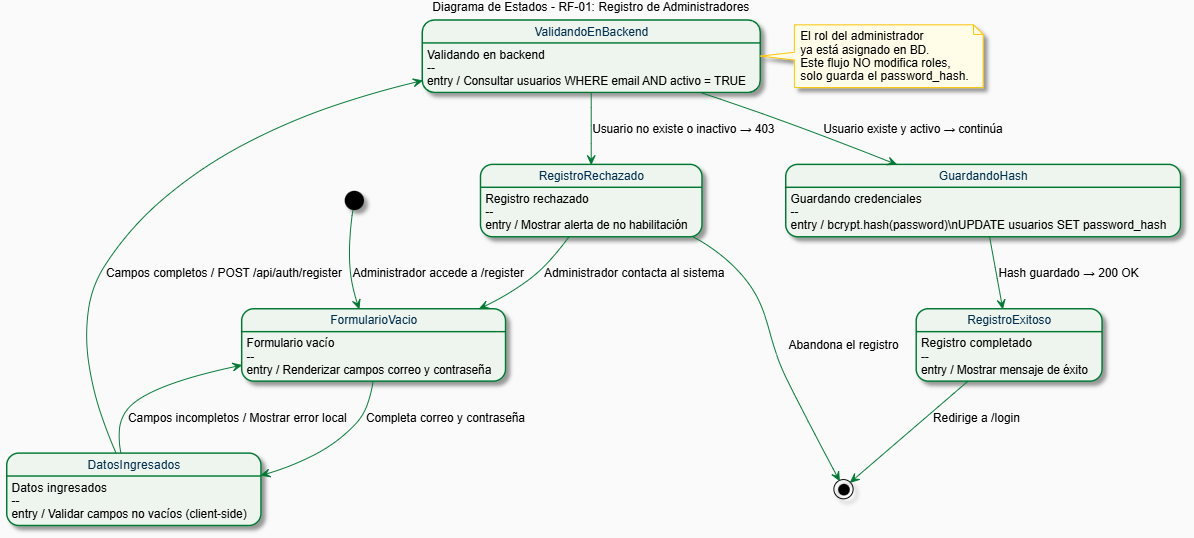 Diagrama de Estados - RF-01: Registro de Administradores
ValidandoEnBackend
Validando en backend
--
entry / Consultar usuarios WHERE email AND activo = TRUE
El rol del administrador
ya está asignado en BD.
Este flujo NO modifica roles,
solo guarda el password_hash.
Usuario no existe o inactivo → 403
Usuario existe y activo → continúa
RegistroRechazado
Registro rechazado
--
entry / Mostrar alerta de no habilitación
GuardandoHash
Guardando credenciales
--
entry / bcrypt.hash(password)\nUPDATE usuarios SET password_hash
Campos completos / POST /api/auth/register
Administrador accede a /register
Administrador contacta al sistema
Hash guardado → 200 OK
FormularioVacio
Formulario vacío
--
entry / Renderizar campos correo y contraseña
RegistroExitoso
Registro completado
--
entry / Mostrar mensaje de éxito
Abandona el registro
Campos incompletos / Mostrar error local
Completa correo y contraseña
Redirige a /login
DatosIngresados
Datos ingresados
--
entry / Validar campos no vacíos (client-side)